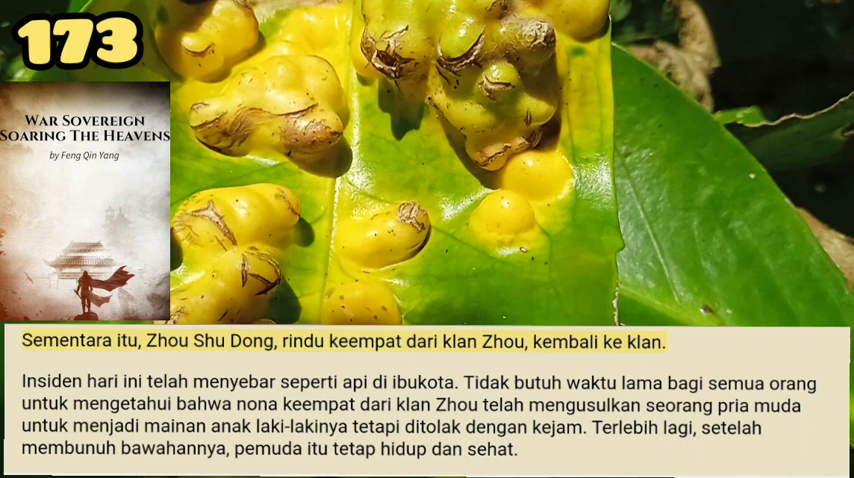 173
WAR SOVEREIGN
SOARING THE HEAVENS
by Feng Qin Yang
Sementara itu, Zhou Shu Dong, rindu keempat dari klan Zhou, kembali ke klan.
Insiden hari ini telah menyebar seperti api di ibukota. Tidak butuh waktu lama bagi semua orang
untuk mengetahui bahwa nona keempat dari klan Zhou telah mengusulkan seorang pria muda
untuk menjadi mainan anak laki-lakinya tetapi ditolak dengan kejam. Terlebih lagi, setelah
membunuh bawahannya, pemuda itu tetap hidup dan sehat.